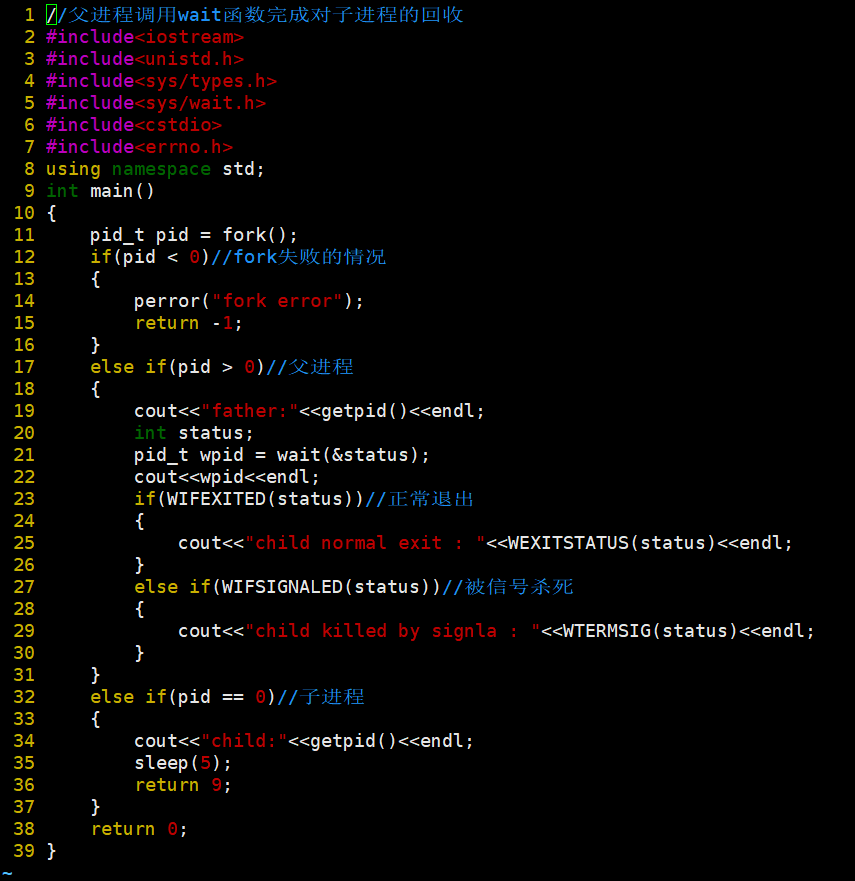 1 //父进程调用wait函数完成对子进程的回收
2 #include<iostream>
3 #include<unistd.h>
4 #include<sys/types.h>
5 #include<sys/wait.h>
6 #include<cstdio>
7 #include<errno.h>
8 using namespace std;
9 int main()
10 {
11     pid_t pid = fork();
12     if(pid < 0)//fork失败的情况
13     {
14         perror("fork error");
15         return -1;
16     }
17     else if(pid > 0)//父进程
18     {
19         cout<<"father:"<<getpid()<<endl;
20         int status;
21         pid_t wpid = wait(&status);
22         cout<<wpid<<endl;
23         if(WIFEXITED(status))//正常退出
24         {
25             cout<<"child normal exit : "<<WEXITSTATUS(status)<<endl;
26         }
27         else if(WIFSIGNALED(status))//被信号杀死
28         {
29             cout<<"child killed by signla : "<<WTERMSIG(status)<<endl;
30         }
31     }
32     else if(pid == 0)//子进程
33     {
34         cout<<"child:"<<getpid()<<endl;
35         sleep(5);
36         return 9;
37     }
38     return 0;
39 }
~